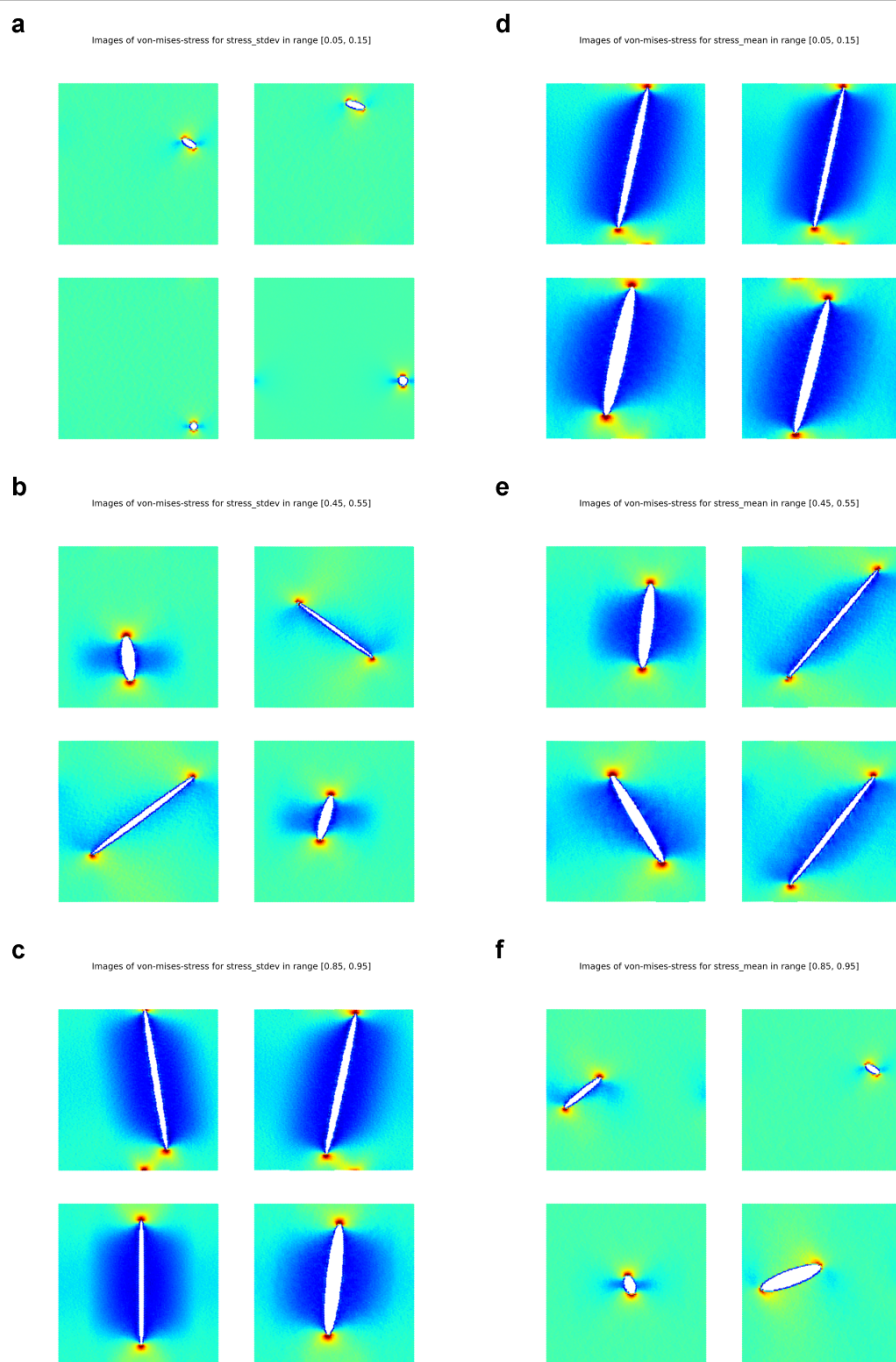 a
Images of von-mises-stress for stress_stdev in range [0.05, 0.15]
b
Images of von-mises-stress for stress_stdev in range [0.45, 0.55]
c
Images of von-mises-stress for stress_stdev in range [0.85, 0.95]
d
Images of von-mises-stress for stress_mean in range [0.05, 0.15]
e
Images of von-mises-stress for stress_mean in range [0.45, 0.55]
f
Images of von-mises-stress for stress_mean in range [0.85, 0.95]